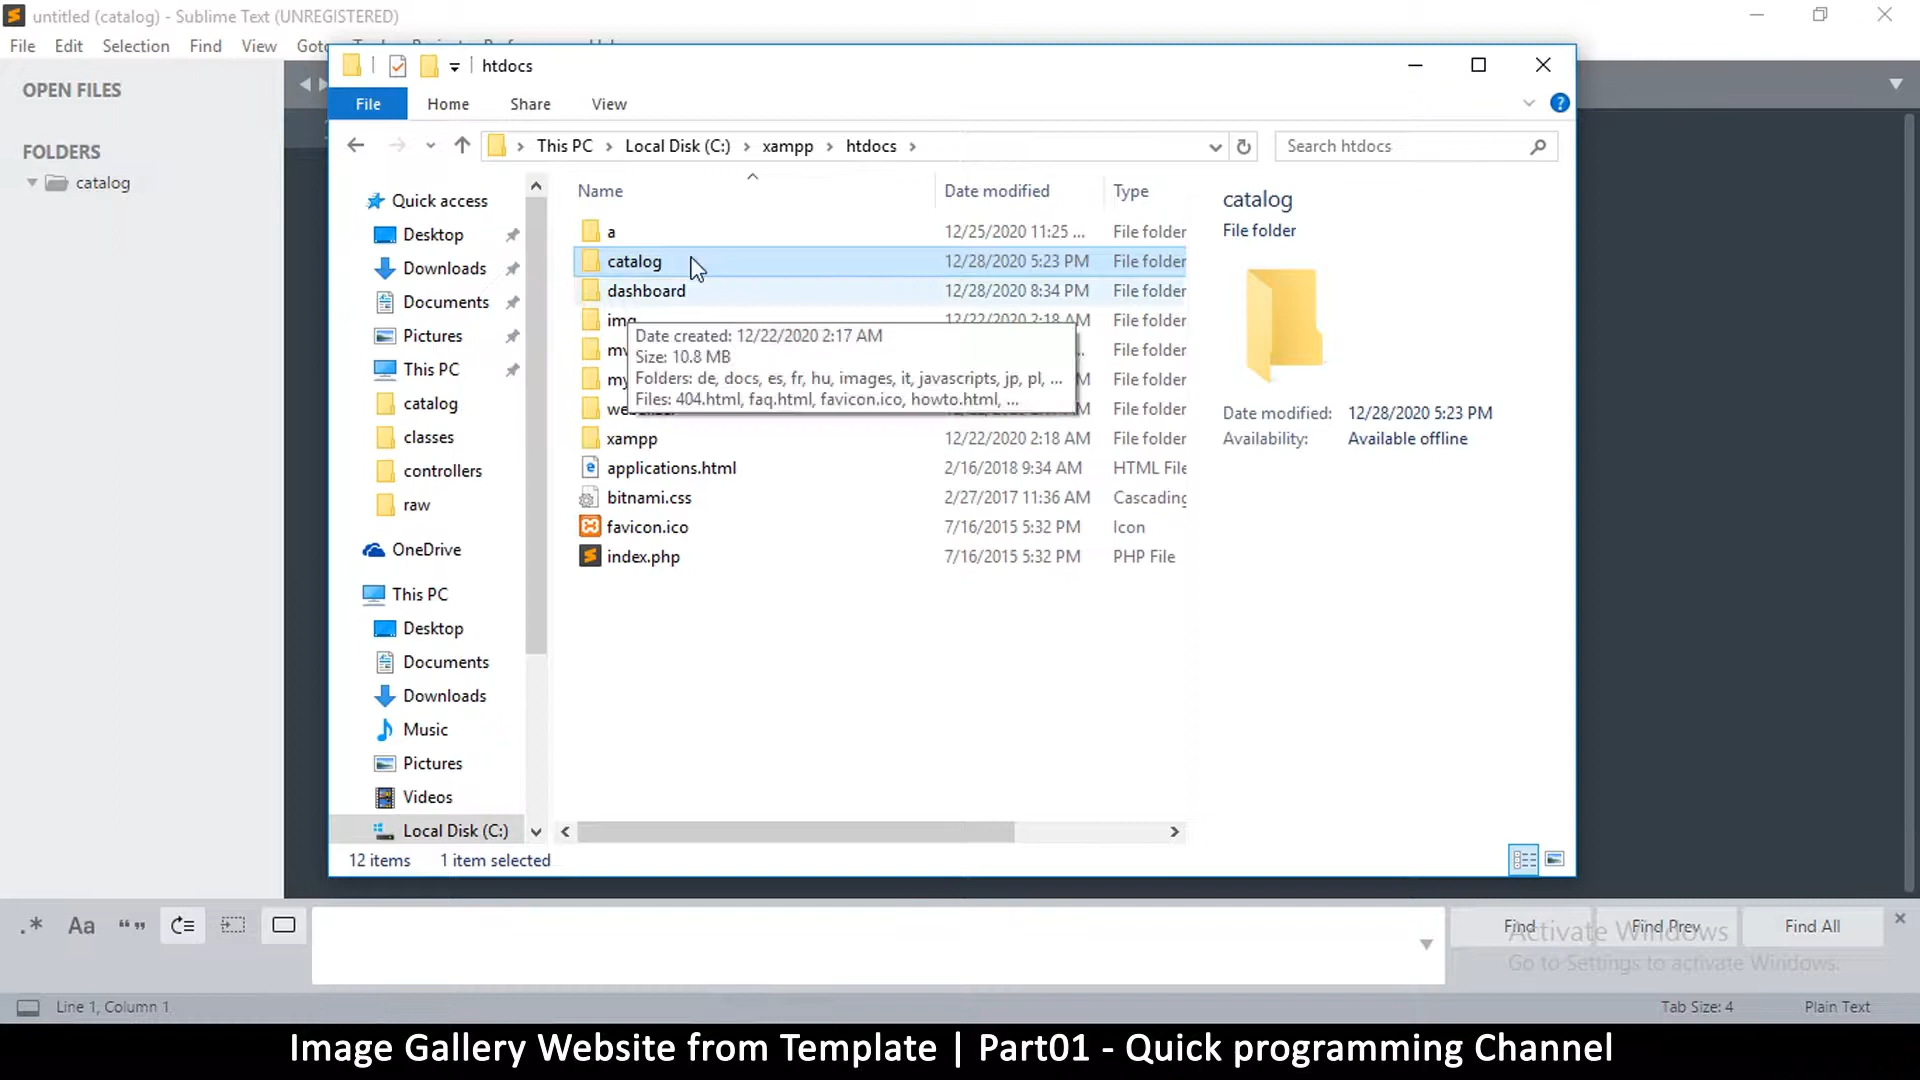 untitled (catalog) - Sublime Text (UNREGISTERED)
File Edit Selection Find View Goto
OPEN FILES
FOLDERS
catalog
htdocs
File Home Share View
This PC > Local Disk (C:) > xampp > htdocs >
Search htdocs
Quick access
Desktop
Downloads
Documents
Pictures
This PC
catalog
classes
controllers
raw
OneDrive
This PC
Desktop
Documents
Downloads
Music
Pictures
Videos
Local Disk (C:)
Name Date modified Type
a 12/25/2020 11:25 ... File folder
catalog 12/28/2020 5:23 PM File folder
dashboard 12/28/2020 8:34 PM File folder
img 12/22/2020 2:18 AM File folder
File folder
File folder
File folder
Date created: 12/22/2020 2:17 AM
Size: 10.8 MB
Folders: de, docs, es, fr, hu, images, it, javascripts, jp, pl, ...
Files: 404.html, faq.html, favicon.ico, howto.html, ...
xampp 12/22/2020 2:18 AM File folder
applications.html 2/16/2018 9:34 AM HTML File
bitnami.css 2/27/2017 11:36 AM Cascading
favicon.ico 7/16/2015 5:32 PM Icon
index.php 7/16/2015 5:32 PM PHP File
catalog
File folder
Date modified: 12/28/2020 5:23 PM
Availability: Available offline
12 items 1 item selected
.* Aa “” Find Find Prev Find All
Activate Windows
Go to Settings to activate Windows.
Line 1, Column 1 Tab Size: 4 Plain Text
Image Gallery Website from Template | Part01 - Quick programming Channel